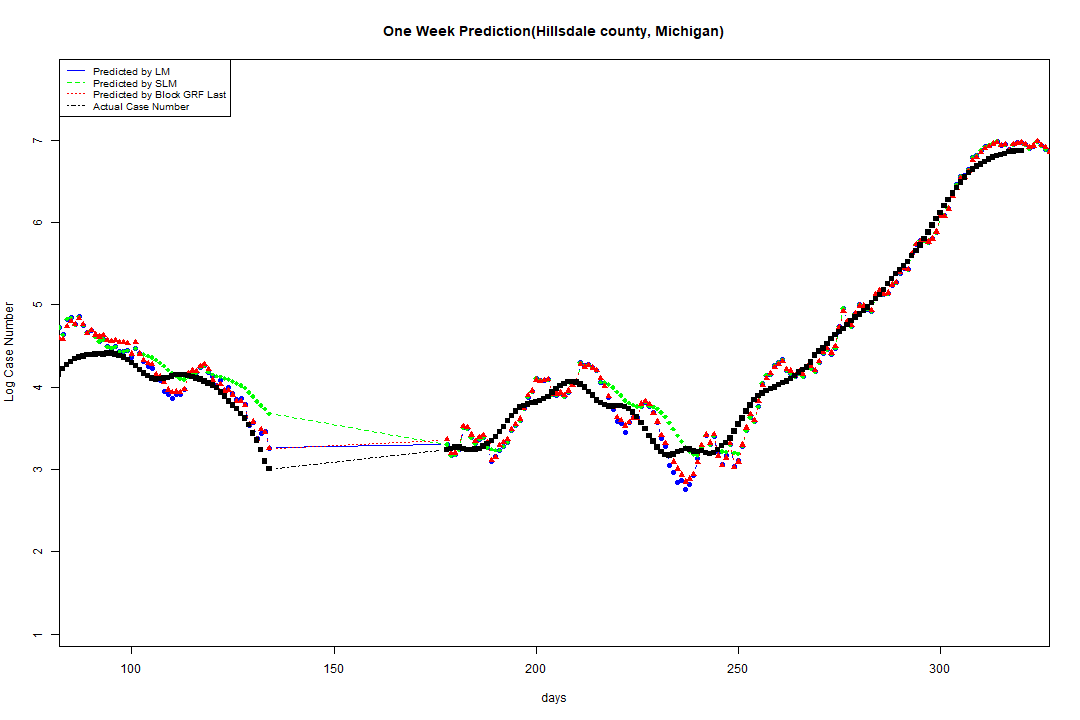 One Week Prediction(Hillsdale county, Michigan)
Predicted by LM
Predicted by SLM
Predicted by Block GRF Last
Actual Case Number
Log Case Number
7
6
5
4
3
2
1
100 150 200 250 300
days